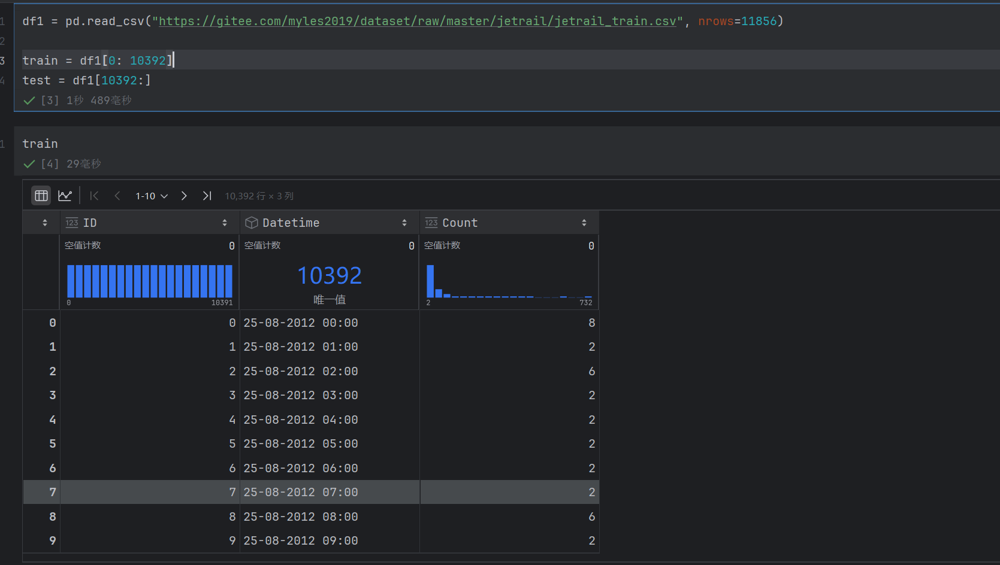 1 df1 = pd.read_csv("https://gitee.com/myles2019/dataset/raw/master/jetrail/jetrail_train.csv", nrows=11856)
2
3 train = df1[0: 10392]
4 test = df1[10392:]
[3] 1秒 489毫秒
1 train
[4] 29毫秒
1-10 10,392 行 × 3 列
123 ID Datetime 123 Count
空值计数 0 空值计数 0 空值计数 0
10392
唯一值
0 10391 2 732
0 0 25-08-2012 00:00 8
1 1 25-08-2012 01:00 2
2 2 25-08-2012 02:00 6
3 3 25-08-2012 03:00 2
4 4 25-08-2012 04:00 2
5 5 25-08-2012 05:00 2
6 6 25-08-2012 06:00 2
7 7 25-08-2012 07:00 2
8 8 25-08-2012 08:00 6
9 9 25-08-2012 09:00 2